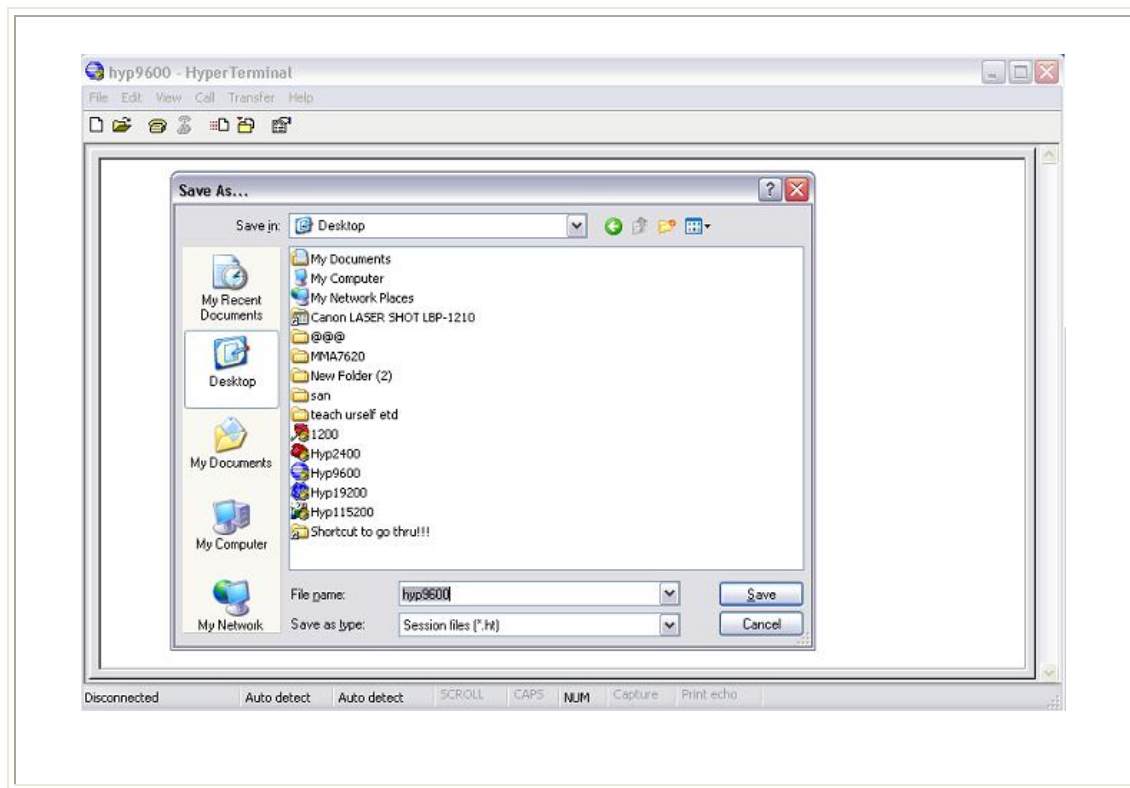 hyp9600 - HyperTerminal
File Edit View Call Transfer Help
Save As...
Save in: Desktop
My Recent Documents
Desktop
My Documents
My Computer
My Network
My Documents
My Computer
My Network Places
Canon LASER SHOT LBP-1210
@@@
MMA7620
New Folder (2)
san
teach urself etd
1200
Hyp2400
Hyp9600
Hyp19200
Hyp115200
Shortcut to go thru!!!
File name: hyp9600 Save
Save as type: Session files (*.ht) Cancel
Disconnected Auto detect Auto detect SCROLL CAPS NUM Capture Print echo